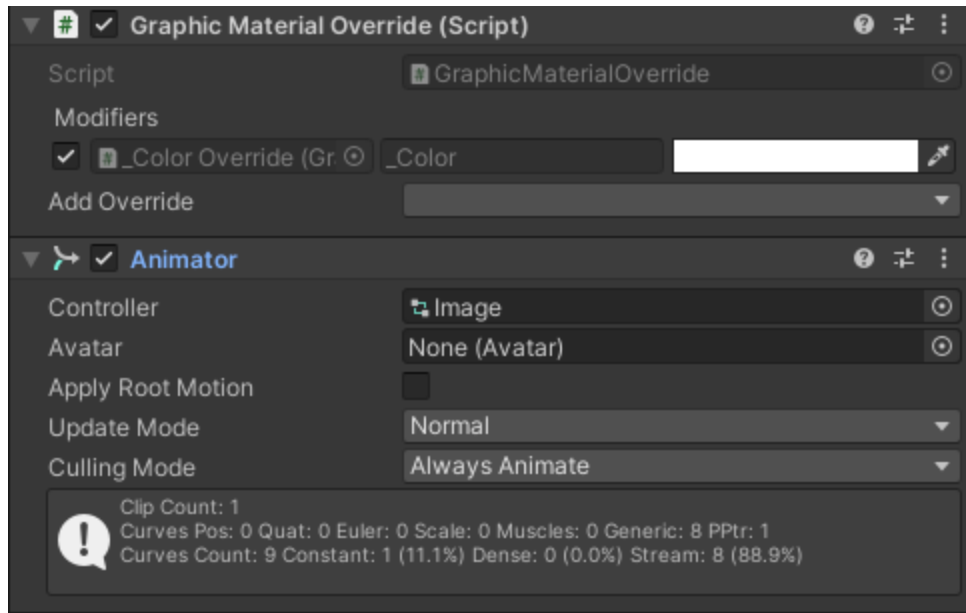 Graphic Material Override (Script)
Script GraphicMaterialOverride
Modifiers
_Color Override (Gr _Color
Add Override
Animator
Controller Image
Avatar None (Avatar)
Apply Root Motion
Update Mode Normal
Culling Mode Always Animate
Clip Count: 1
Curves Pos: 0 Quat: 0 Euler: 0 Scale: 0 Muscles: 0 Generic: 8 PPtr: 1
Curves Count: 9 Constant: 1 (11.1%) Dense: 0 (0.0%) Stream: 8 (88.9%)